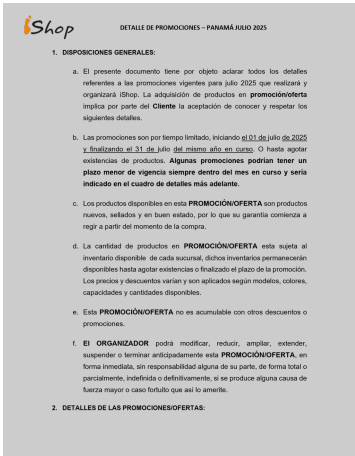 iShop
DETALLE DE PROMOCIONES – PANAMÁ JULIO 2025
1. DISPOSICIONES GENERALES:
a. El presente documento tiene por objeto aclarar todos los detalles
referentes a las promociones vigentes para julio 2025 que realizará y
organizará iShop. La adquisición de productos en promoción/oferta
implica por parte del Cliente la aceptación de conocer y respetar los
siguientes detalles.
b. Las promociones son por tiempo limitado, iniciando el 01 de julio de 2025
y finalizando el 31 de julio del mismo año en curso. O hasta agotar
existencias de productos. Algunas promociones podrían tener un
plazo menor de vigencia siempre dentro del mes en curso y sería
indicado en el cuadro de detalles más adelante.
c. Los productos disponibles en esta PROMOCIÓN/OFERTA son productos
nuevos, sellados y en buen estado, por lo que su garantía comienza a
regir a partir del momento de la compra.
d. La cantidad de productos en PROMOCIÓN/OFERTA esta sujeta al
inventario disponible de cada sucursal, dichos inventarios permanecerán
disponibles hasta agotar existencias o finalizado el plazo de la promoción.
Los precios y descuentos varían y son aplicados según modelos, colores,
capacidades y cantidades disponibles.
e. Esta PROMOCIÓN/OFERTA no es acumulable con otros descuentos o
promociones.
f. El ORGANIZADOR podrá modificar, reducir, ampliar, extender,
suspender o terminar anticipadamente esta PROMOCIÓN/OFERTA, en
forma inmediata, sin responsabilidad alguna de su parte, de forma total o
parcialmente, indefinida o definitivamente, si se produce alguna causa de
fuerza mayor o caso fortuito que así lo amerite.
2. DETALLES DE LAS PROMOCIONES/OFERTAS: